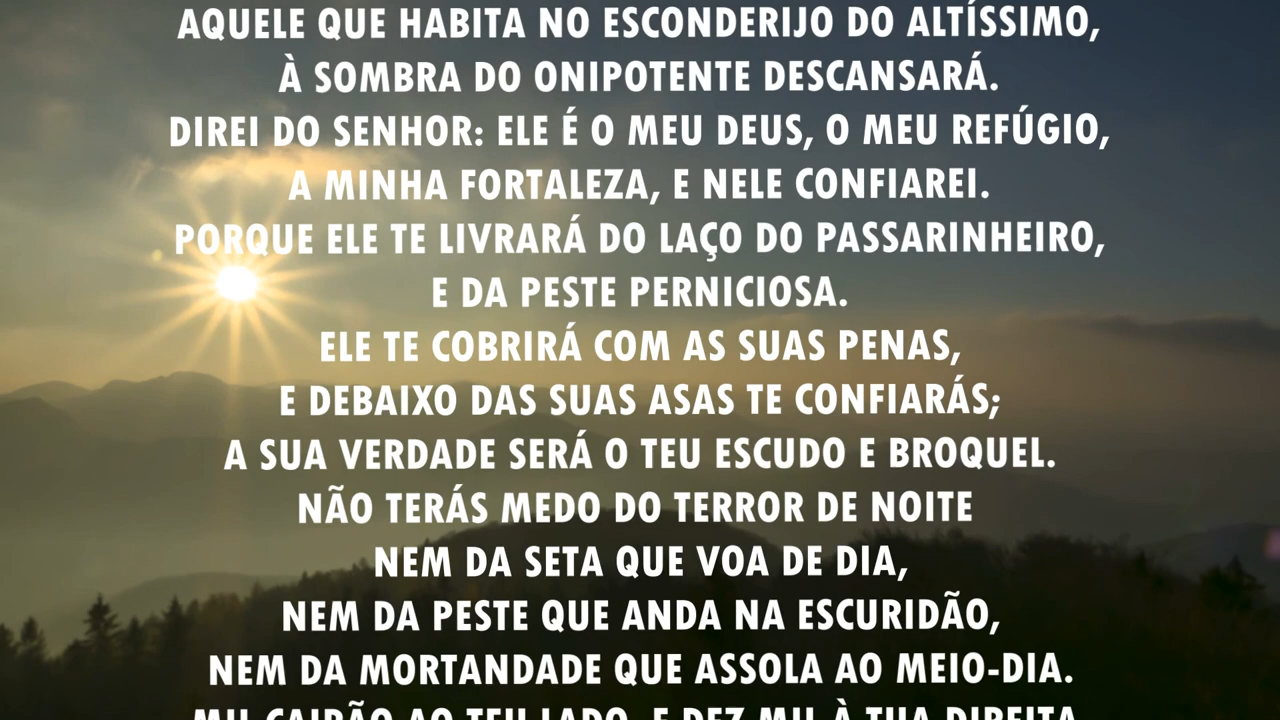 AQUELE QUE HABITA NO ESCONDERIJO DO ALTÍSSIMO,
À SOMBRA DO ONIPOTENTE DESCANSARÁ.
DIREI DO SENHOR: ELE É O MEU DEUS, O MEU REFÚGIO,
A MINHA FORTALEZA, E NELE CONFIAREI.
PORQUE ELE TE LIVRARÁ DO LAÇO DO PASSARINHEIRO,
E DA PESTE PERNICIOSA.
ELE TE COBRIRÁ COM AS SUAS PENAS,
E DEBAIXO DAS SUAS ASAS TE CONFIARÁS;
A SUA VERDADE SERÁ O TEU ESCUDO E BROQUEL.
NÃO TERÁS MEDO DO TERROR DE NOITE
NEM DA SETA QUE VOA DE DIA,
NEM DA PESTE QUE ANDA NA ESCURIDÃO,
NEM DA MORTANDADE QUE ASSOLA AO MEIO-DIA.
MIL CAIRÃO AO TEU LADO, E DEZ MIL À TUA DIREITA